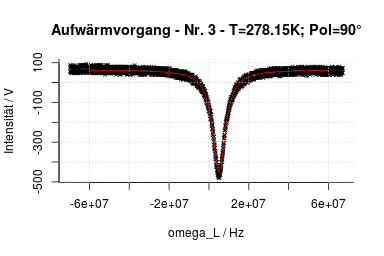 Aufwärmvorgang - Nr. 3 - T=278.15K; Pol=90°
Intensität / V
100
-100
-300
-500
-6e+07 -2e+07 2e+07 6e+07
omega_L / Hz